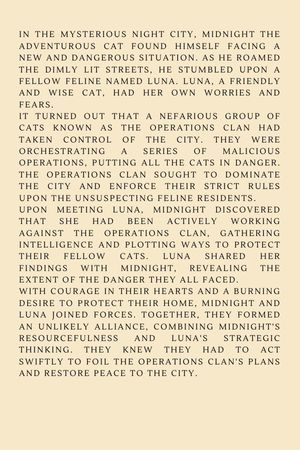 IN THE MYSTERIOUS NIGHT CITY, MIDNIGHT THE
ADVENTUROUS CAT FOUND HIMSELF FACING A
NEW AND DANGEROUS SITUATION. AS HE ROAMED
THE DIMLY LIT STREETS, HE STUMBLED UPON A
FELLOW FELINE NAMED LUNA. LUNA, A FRIENDLY
AND WISE CAT, HAD HER OWN WORRIES AND
FEARS.
IT TURNED OUT THAT A NEFARIOUS GROUP OF
CATS KNOWN AS THE OPERATIONS CLAN HAD
TAKEN CONTROL OF THE CITY. THEY WERE
ORCHESTRATING A SERIES OF MALICIOUS
OPERATIONS, PUTTING ALL THE CATS IN DANGER.
THE OPERATIONS CLAN SOUGHT TO DOMINATE
THE CITY AND ENFORCE THEIR STRICT RULES
UPON THE UNSUSPECTING FELINE RESIDENTS.
UPON MEETING LUNA, MIDNIGHT DISCOVERED
THAT SHE HAD BEEN ACTIVELY WORKING
AGAINST THE OPERATIONS CLAN, GATHERING
INTELLIGENCE AND PLOTTING WAYS TO PROTECT
THEIR FELLOW CATS. LUNA SHARED HER
FINDINGS WITH MIDNIGHT, REVEALING THE
EXTENT OF THE DANGER THEY ALL FACED.
WITH COURAGE IN THEIR HEARTS AND A BURNING
DESIRE TO PROTECT THEIR HOME, MIDNIGHT AND
LUNA JOINED FORCES. TOGETHER, THEY FORMED
AN UNLIKELY ALLIANCE, COMBINING MIDNIGHT'S
RESOURCEFULNESS AND LUNA'S STRATEGIC
THINKING. THEY KNEW THEY HAD TO ACT
SWIFTLY TO FOIL THE OPERATIONS CLAN'S PLANS
AND RESTORE PEACE TO THE CITY.